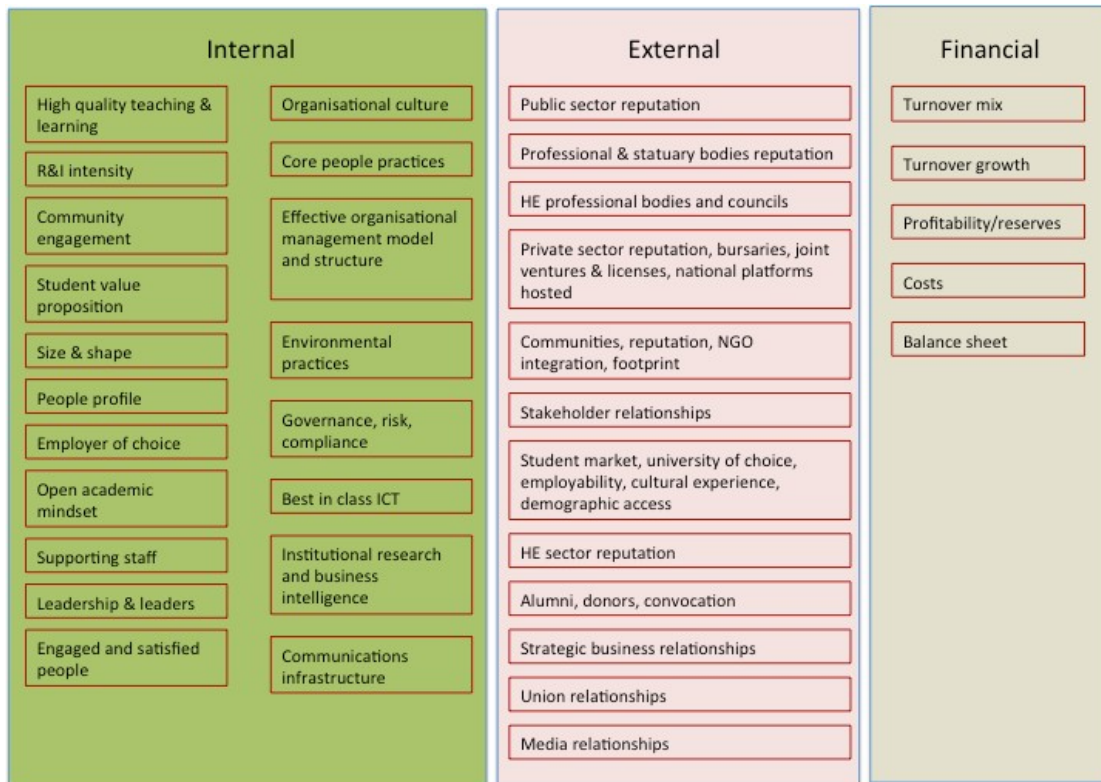 Internal
High quality teaching &
learning
R&I intensity
Community
engagement
Student value
proposition
Size & shape
People profile
Employer of choice
Open academic
mindset
Supporting staff
Leadership & leaders
Engaged and satisfied
people
Organisational culture
Core people practices
Effective organisational
management model
and structure
Environmental
practices
Governance, risk,
compliance
Best in class ICT
Institutional research
and business
intelligence
Communications
infrastructure
External
Public sector reputation
Professional & statuary bodies reputation
HE professional bodies and councils
Private sector reputation, bursaries, joint
ventures & licenses, national platforms
hosted
Communities, reputation, NGO
integration, footprint
Stakeholder relationships
Student market, university of choice,
employability, cultural experience,
demographic access
HE sector reputation
Alumni, donors, convocation
Strategic business relationships
Union relationships
Media relationships
Financial
Turnover mix
Turnover growth
Profitability/reserves
Costs
Balance sheet